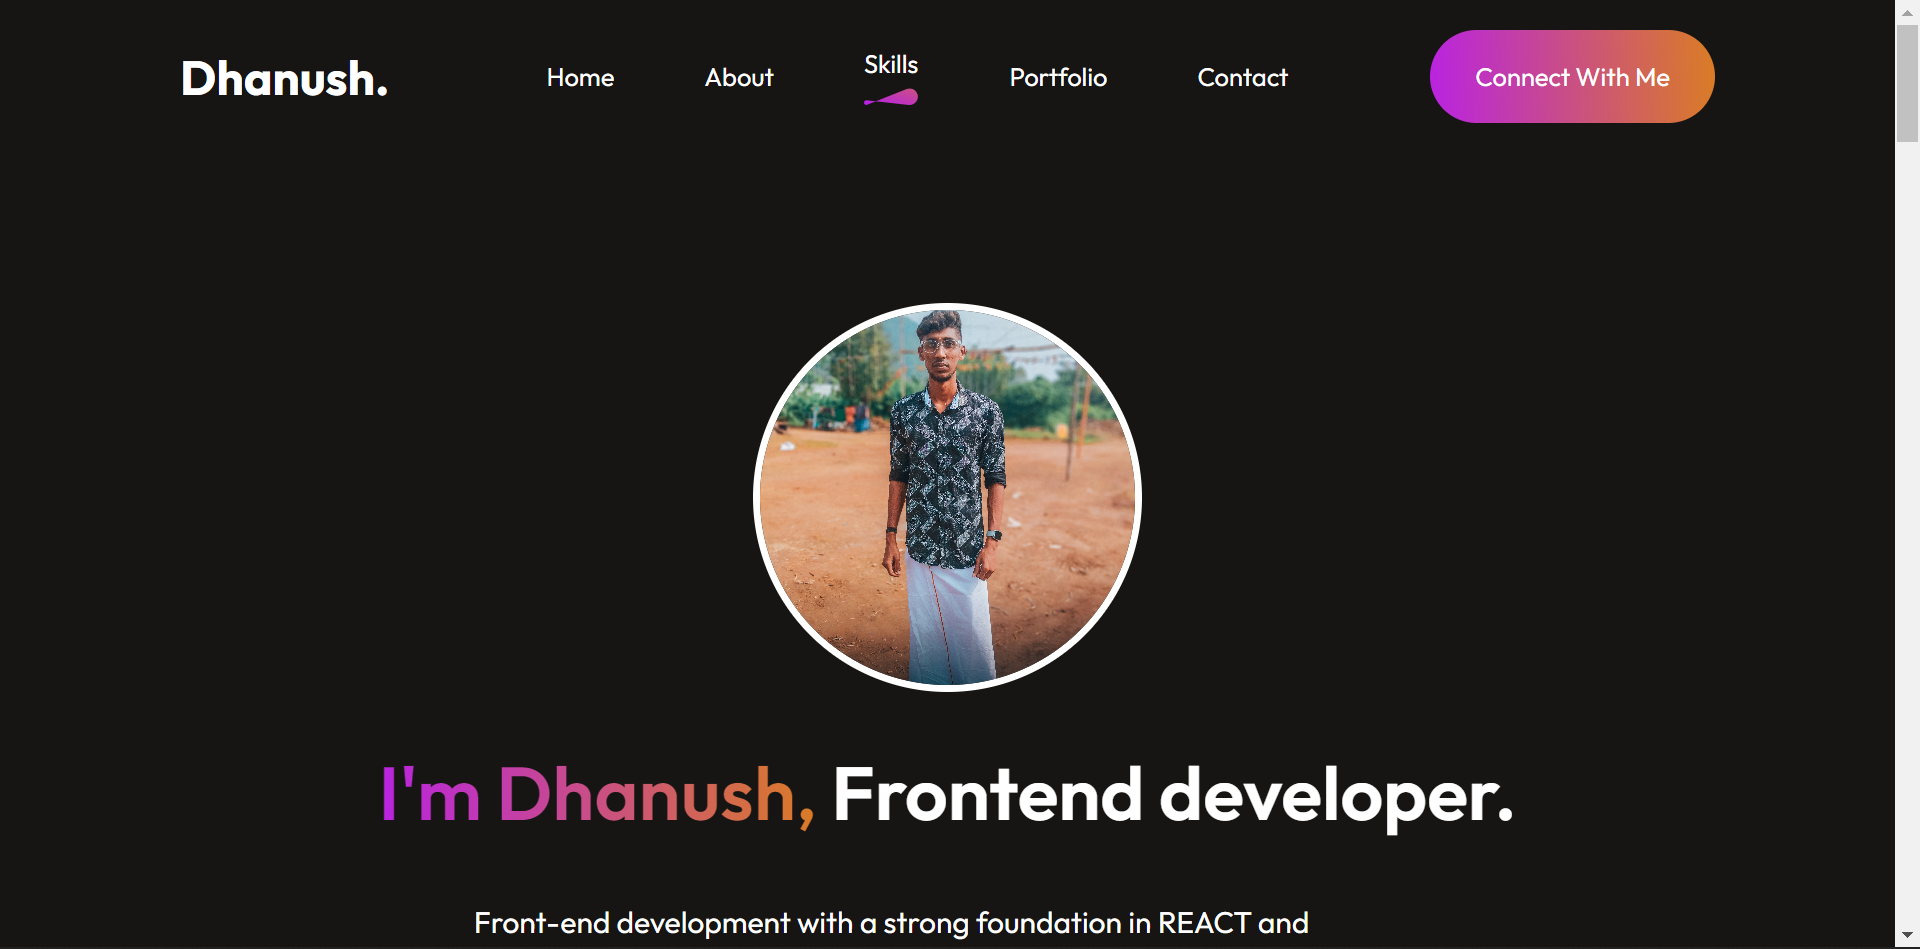 Dhanush.
Home
About
Skills
Portfolio
Contact
Connect With Me
I'm Dhanush, Frontend developer.
Front-end development with a strong foundation in REACT and